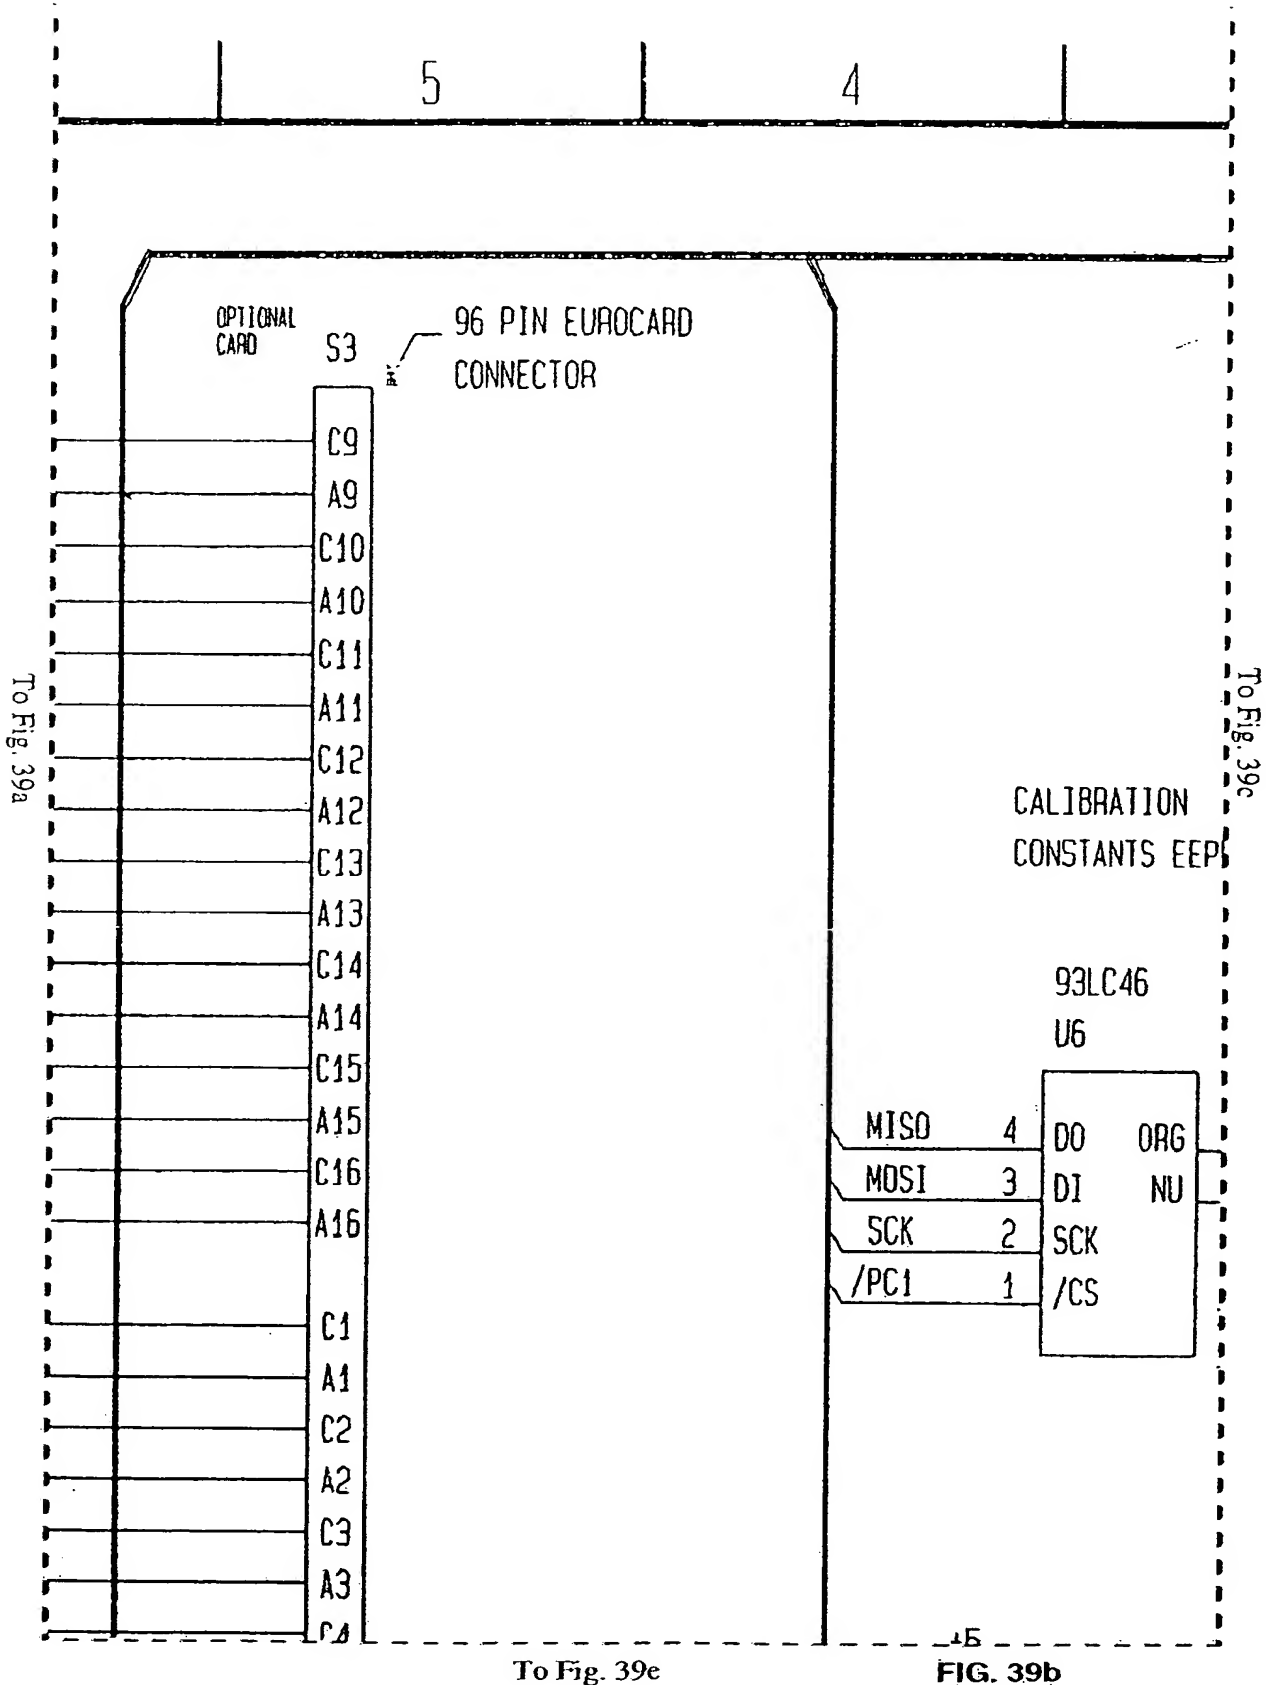 5 4
OPTIONAL
CARD
S3
96 PIN EUROCARD
CONNECTOR
C9
A9
C10
A10
C11
A11
C12
A12
C13
A13
C14
A14
C15
A15
C16
A16
C1
A1
C2
A2
C3
A3
C4
To Fig. 39a
To Fig. 39c
CALIBRATION
CONSTANTS EEP
93LC46
U6
MISO 4 DO ORG
MOSI 3 DI NU
SCK 2 SCK
/PC1 1 /CS
+5
To Fig. 39e
FIG. 39b